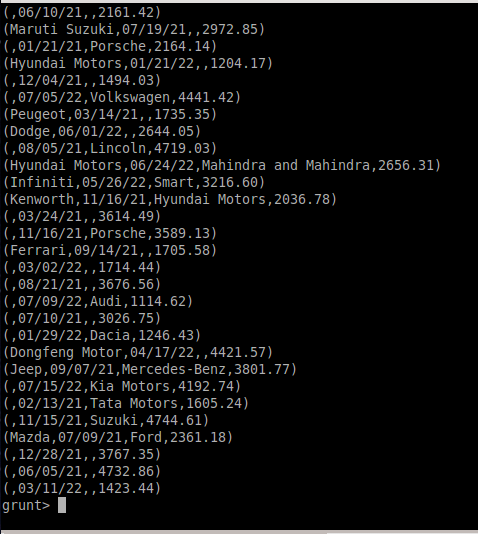 (,06/10/21,,2161.42)
(Maruti Suzuki,07/19/21,,2972.85)
(,01/21/21,Porsche,2164.14)
(Hyundai Motors,01/21/22,,1204.17)
(,12/04/21,,1494.03)
(,07/05/22,Volkswagen,4441.42)
(Peugeot,03/14/21,,1735.35)
(Dodge,06/01/22,,2644.05)
(,08/05/21,Lincoln,4719.03)
(Hyundai Motors,06/24/22,Mahindra and Mahindra,2656.31)
(Infiniti,05/26/22,Smart,3216.60)
(Kenworth,11/16/21,Hyundai Motors,2036.78)
(,03/24/21,,3614.49)
(,11/16/21,Porsche,3589.13)
(Ferrari,09/14/21,,1705.58)
(,03/02/22,,1714.44)
(,08/21/21,,3676.56)
(,07/09/22,Audi,1114.62)
(,07/10/21,,3026.75)
(,01/29/22,Dacia,1246.43)
(Dongfeng Motor,04/17/22,,4421.57)
(Jeep,09/07/21,Mercedes-Benz,3801.77)
(,07/15/22,Kia Motors,4192.74)
(,02/13/21,Tata Motors,1605.24)
(,11/15/21,Suzuki,4744.61)
(Mazda,07/09/21,Ford,2361.18)
(,12/28/21,,3767.35)
(,06/05/21,,4732.86)
(,03/11/22,,1423.44)
grunt>